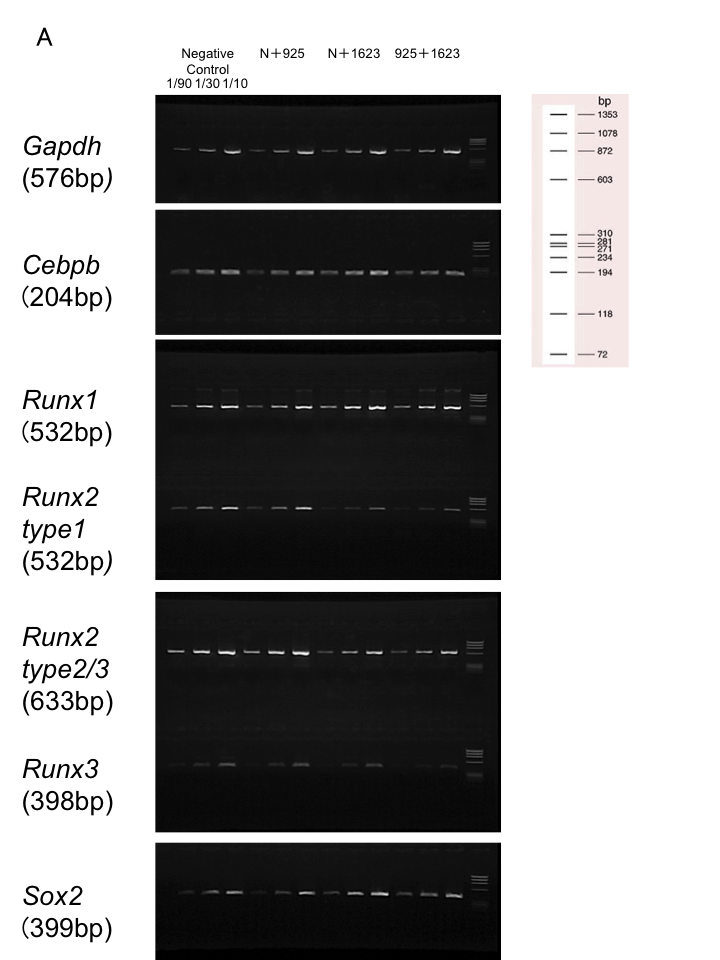 A
Negative
Control
N+925
N+1623
925+1623
1/90 1/30 1/10
Gapdh
(576bp)
Cebpb
(204bp)
Runx1
(532bp)
Runx2
type1
(532bp)
Runx2
type2/3
(633bp)
Runx3
(398bp)
Sox2
(399bp)
bp
1353
1078
872
603
310
281
271
234
194
118
72